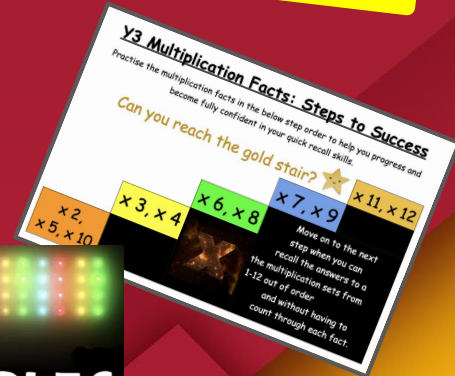 Y3 Multiplication Facts: Steps to Success
Practise the multiplication facts in the below step order to help you progress and
become fully confident in your quick recall skills.
Can you reach the gold stair?
x 2,
x 5, x 10
x 3, x 4
x 6, x 8
x 7, x 9
x 11, x 12
Move on to the next
step when you can
recall the answers to a
the multiplication sets from
1-12 out of order
and without having to
count through each fact.